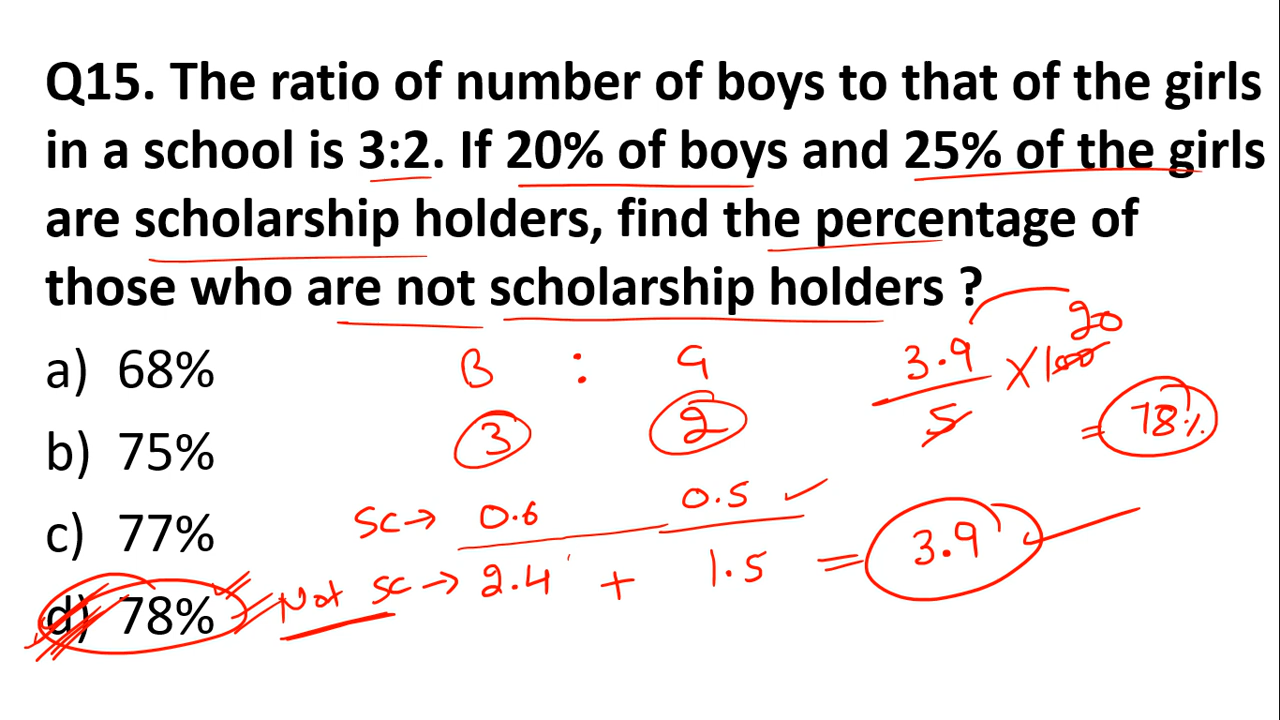 Q15. The ratio of number of boys to that of the girls
in a school is 3:2. If 20% of boys and 25% of the girls
are scholarship holders, find the percentage of
those who are not scholarship holders ?
a) 68%
b) 75%
c) 77%
d) 78%
B : G
3 2
SC → 0.6 0.5
Not SC → 2.4 + 1.5 = 3.9
3.9
5
× 100
20
= 78%